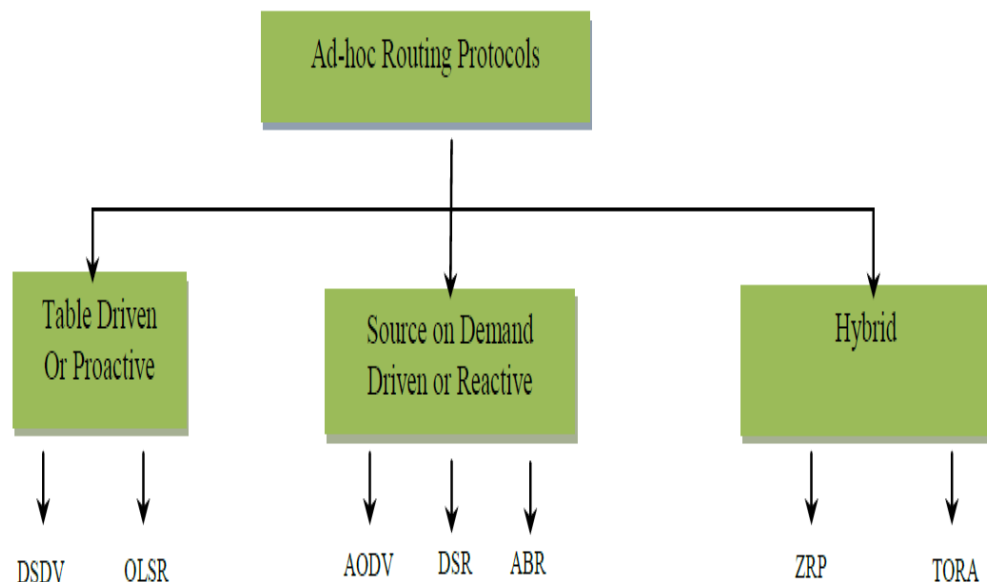 Ad-hoc Routing Protocols
Table Driven
Or Proactive
Source on Demand
Driven or Reactive
Hybrid
DSDV
OLSR
AODV
DSR
ABR
ZRP
TORA